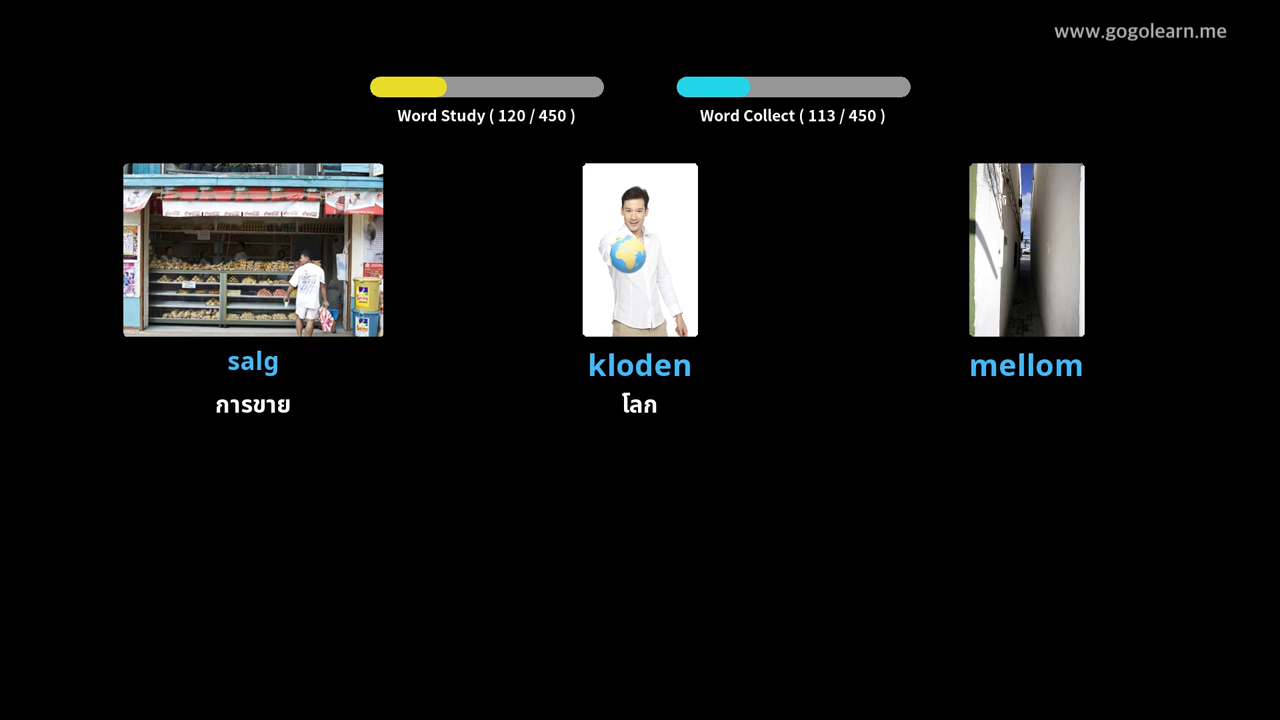 www.gogolearn.me
Word Study ( 120 / 450 )
Word Collect ( 113 / 450 )
salg
kloden
mellom
การขาย
โลก